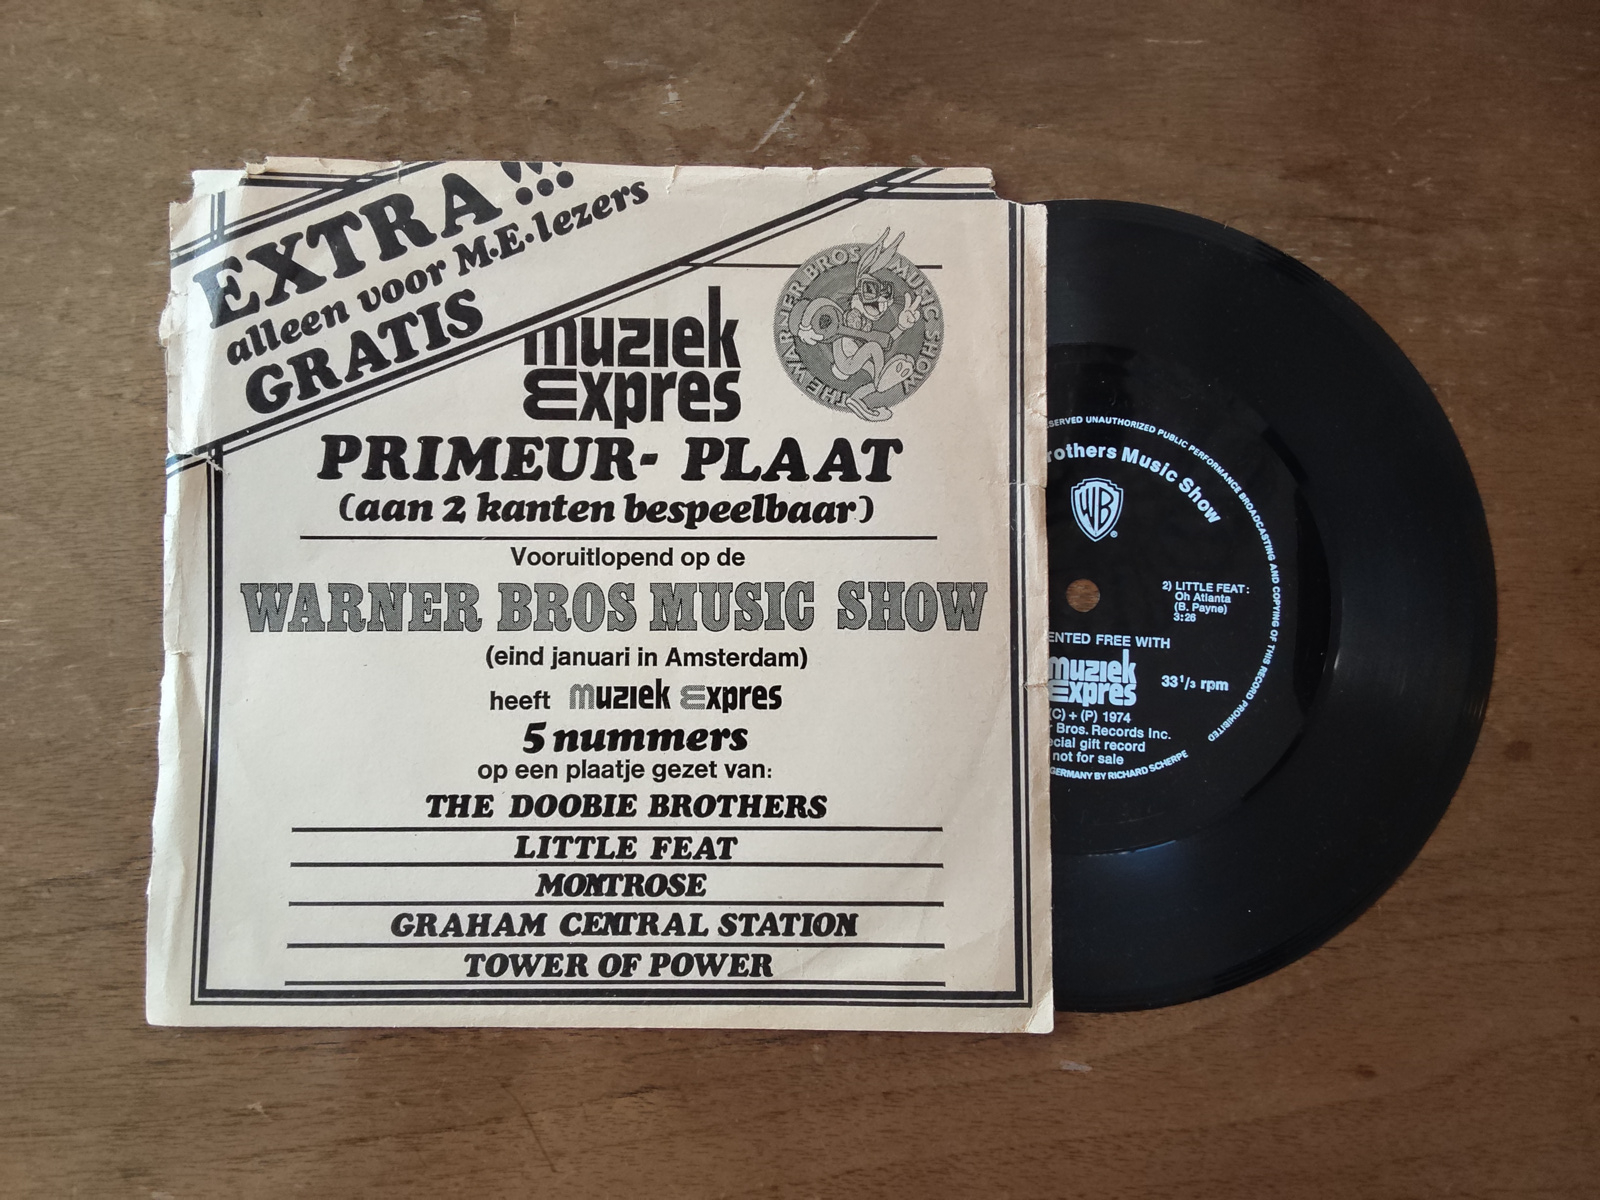 EXTRA!!!
alleen voor M.E. lezers
GRATIS
THE WARNER BROS MUSIC SHOW
muziek
expres
PRIMEUR- PLAAT
(aan 2 kanten bespeelbaar)
Vooruitlopend op de
WARNER BROS MUSIC SHOW
(eind januari in Amsterdam)
heeft muziek expres
5 nummers
op een plaatje gezet van:
THE DOOBIE BROTHERS
LITTLE FEAT
MONTROSE
GRAHAM CENTRAL STATION
TOWER OF POWER
SERVED UNAUTHORIZED PUBLIC PERFORMANCE BROADCASTING AND COPYING OF THIS RECORD PROHIBITED
rothers Music Show
WB
®
2) LITTLE FEAT:
Oh Atlanta
(B. Payne)
3:26
ENTED FREE WITH
muziek
expres
33 1/3 rpm
(C) + (P) 1974
Bros. Records Inc.
cial gift record
not for sale
GERMANY BY RICHARD SCHERPE